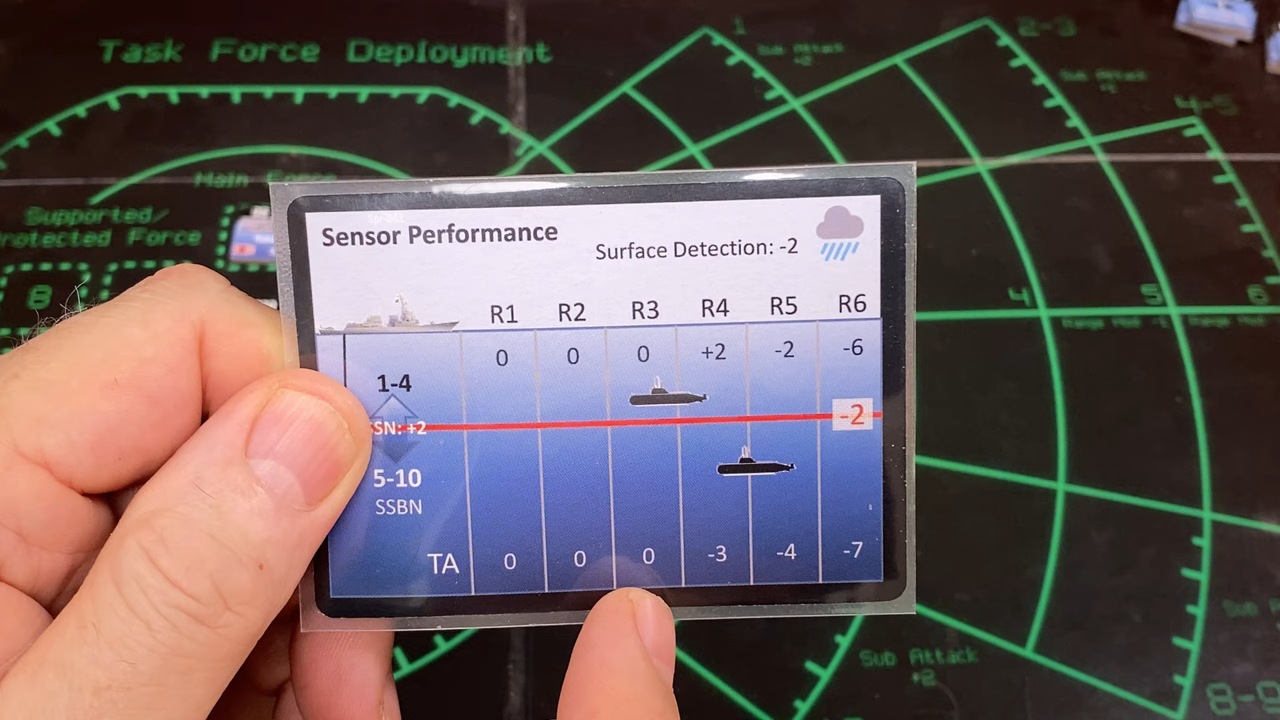 Task Force Deployment
1
Sub Attack
+2
2-3
Sub Attack
+1
4-5
Main Force
Supported/
Protected Force
8
Sensor Performance
Surface Detection: -2
R1 R2 R3 R4 R5 R6
0 0 0 +2 -2 -6
1-4
SN: +2
-2
5-10
SSBN
TA 0 0 0 -3 -4 -7
4 5 6
Sub Attack
+2
8-9